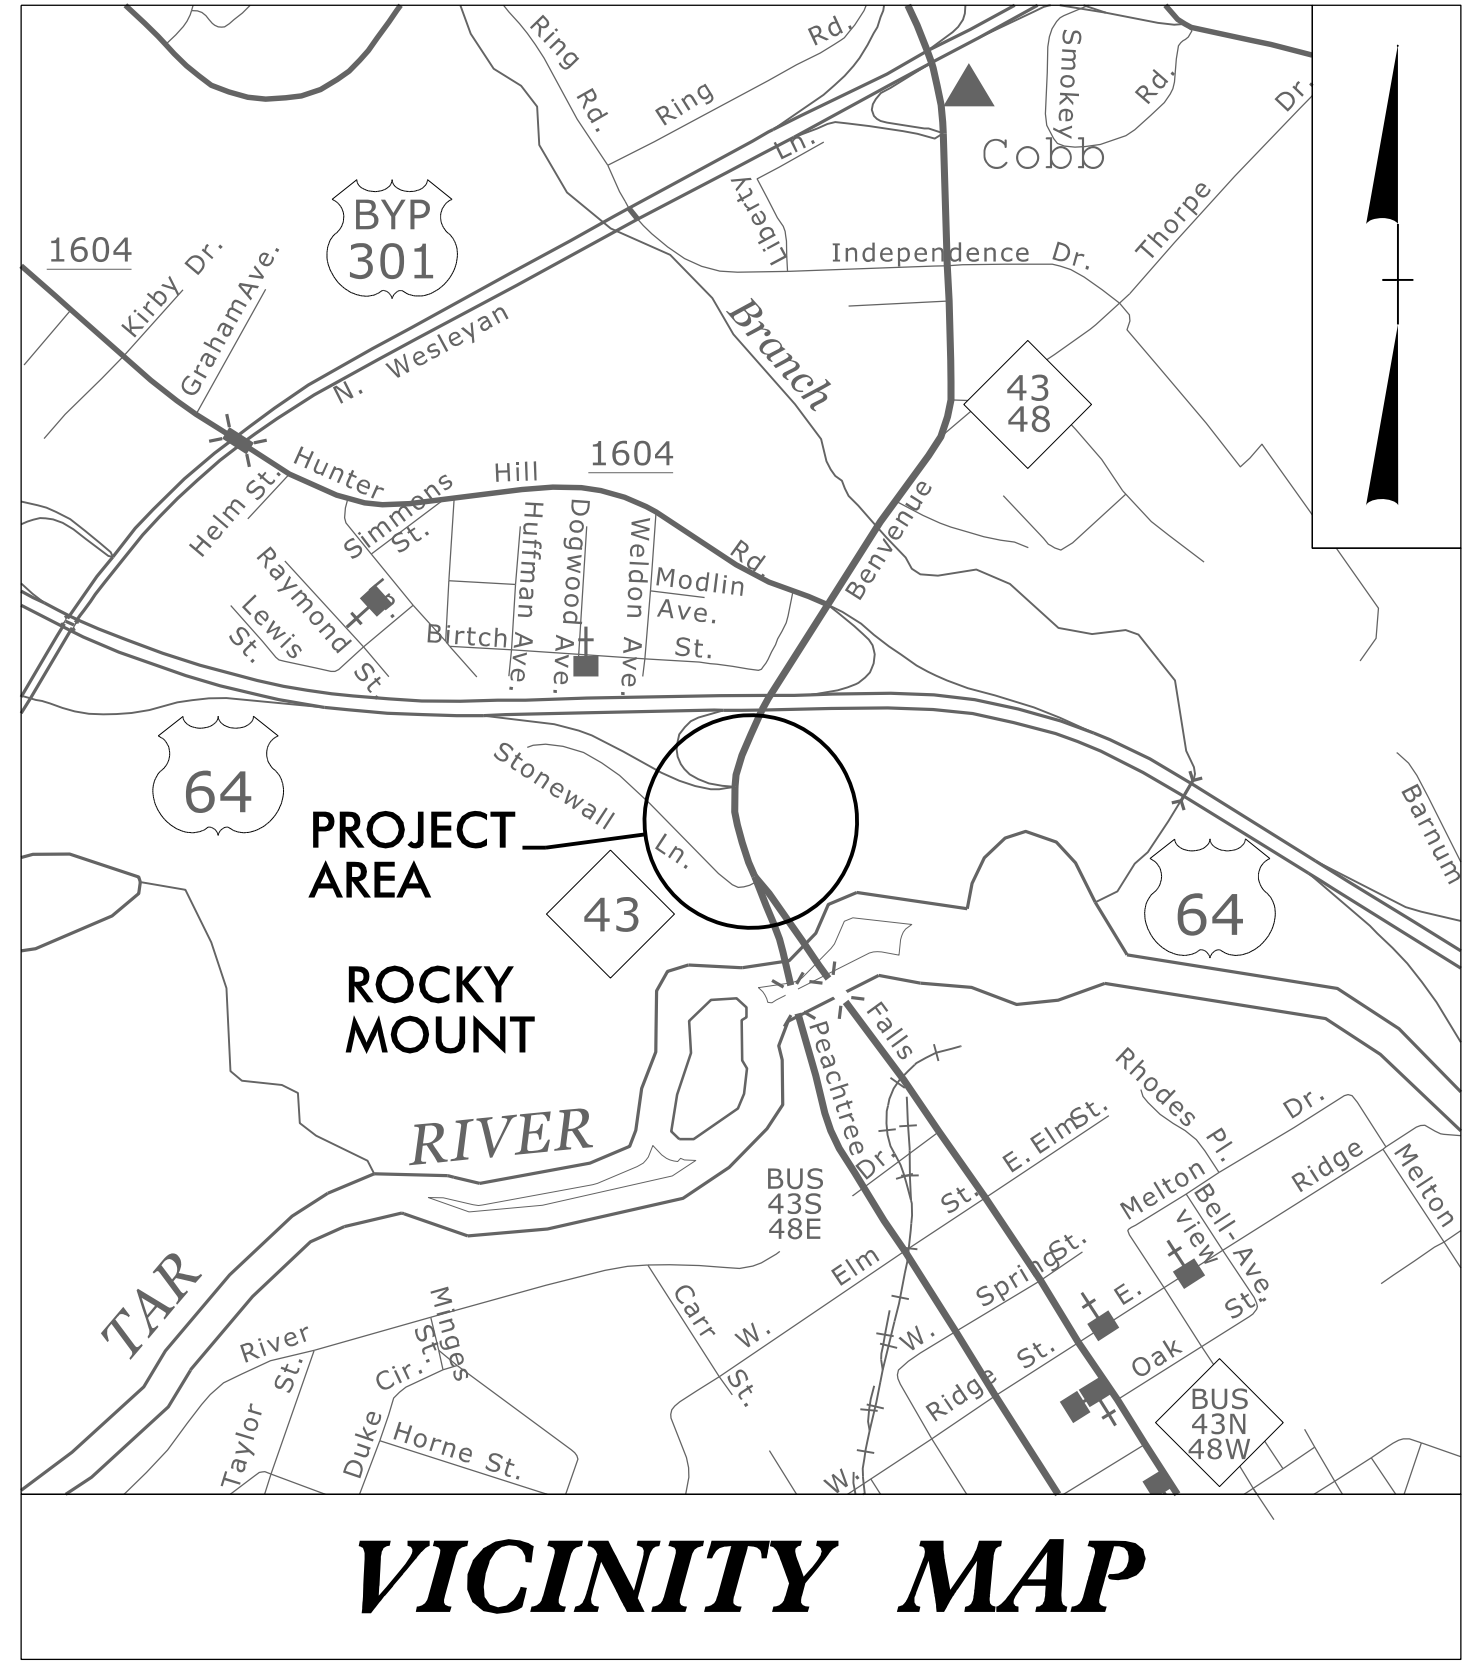 Ring
Rd.
Ring
Rd.
Smokey
Rd.
Dr.
Cobb
Ln.
Liberty
Thorpe
Independence Dr.
BYP
301
1604
Kirby Dr.
Graham Ave.
N. Wesleyan
Branch
43
48
Hunter
Hill
1604
Rd.
Helm St.
Simmons
St.
Benvenue
Huffman Ave.
Dogwood Ave.
Weldon Ave.
Modlin
Ave.
Raymond St.
Ln.
Lewis
St.
Birtch
St.
64
Stonewall
Ln.
PROJECT
AREA
43
64
Barnum
ROCKY
MOUNT
Falls
Peachtree
Dr.
RIVER
TAR
BUS
43S
48E
E. Elm St.
St.
Elm
W.
Rhodes Pl.
Melton
Dr.
Ridge
Melton
Bell-
view
Ave.
Spring St.
W.
E.
St.
Ridge
W.
Oak
St.
Carr
St.
Minges
St.
River
Cir.
St.
Taylor
Duke
Horne St.
BUS
43N
48W
VICINITY MAP